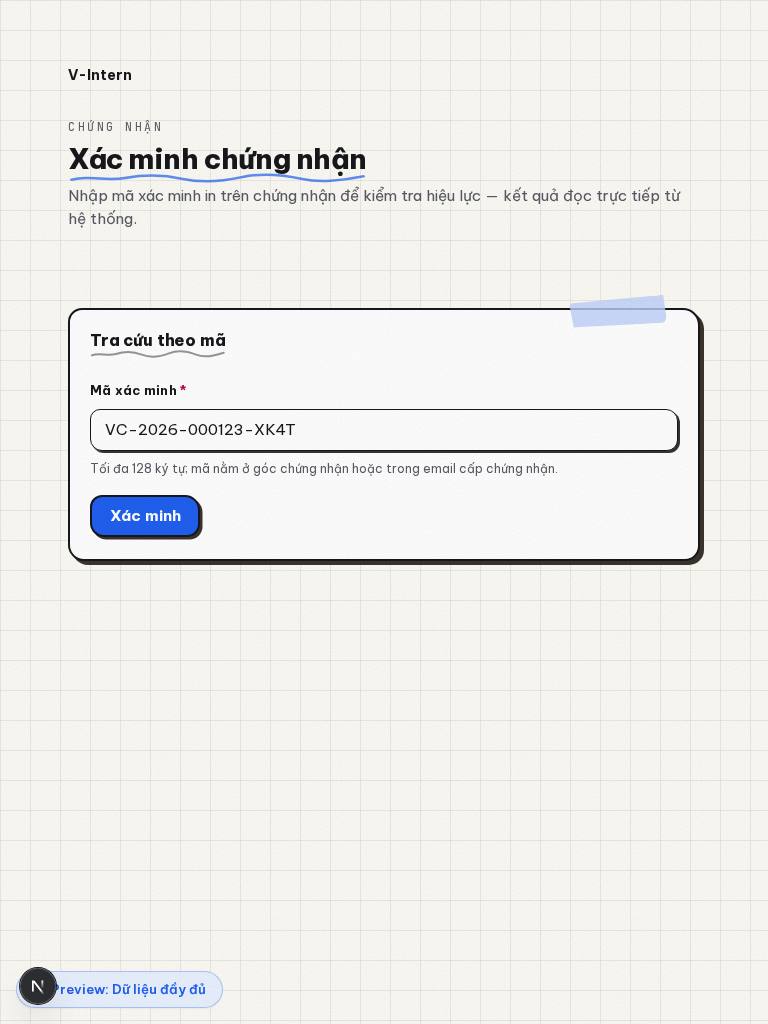 V-Intern
CHỨNG NHẬN
Xác minh chứng nhận
Nhập mã xác minh in trên chứng nhận để kiểm tra hiệu lực — kết quả đọc trực tiếp từ
hệ thống.
Tra cứu theo mã
Mã xác minh *
VC-2026-000123-XK4T
Tối đa 128 ký tự; mã nằm ở góc chứng nhận hoặc trong email cấp chứng nhận.
Xác minh
N
Preview: Dữ liệu đầy đủ